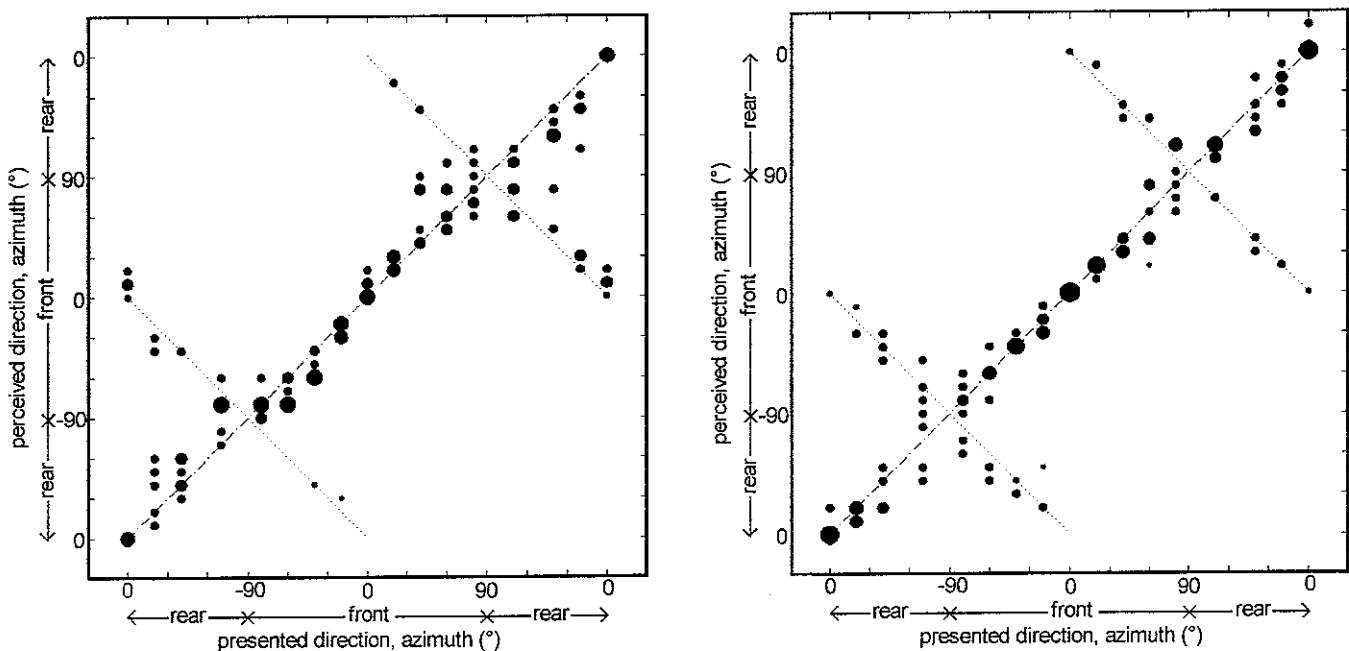 0
90
0
-90
0
perceived direction, azimuth (°)
rear
front
rear
0
-90
0
90
0
rear
front
rear
presented direction, azimuth (°)
0
90
0
-90
0
perceived direction, azimuth (°)
rear
front
rear
0
-90
0
90
0
rear
front
rear
presented direction, azimuth (°)